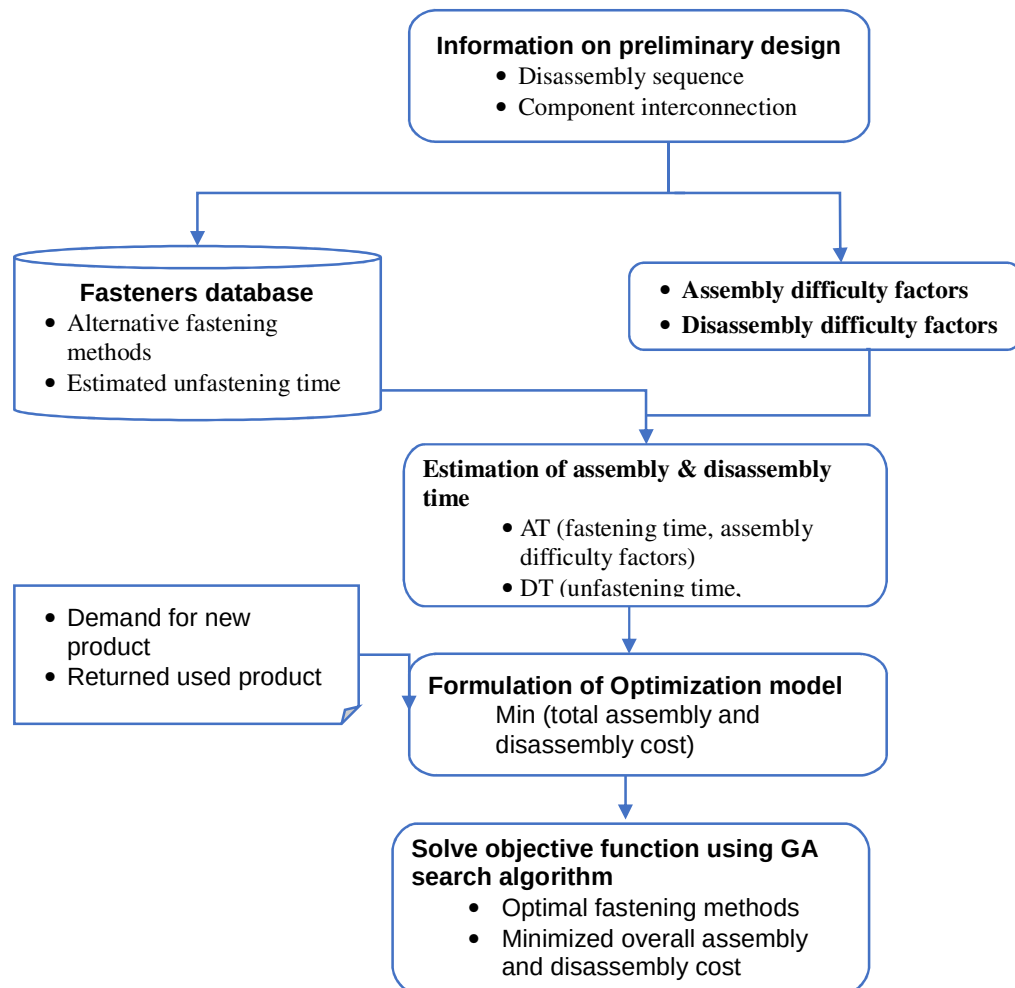 Information on preliminary design
• Disassembly sequence
• Component interconnection
Fasteners database
• Alternative fastening
methods
• Estimated unfastening time
• Assembly difficulty factors
• Disassembly difficulty factors
Estimation of assembly & disassembly
time
• AT (fastening time, assembly
difficulty factors)
• DT (unfastening time,
• Demand for new
product
• Returned used product
Formulation of Optimization model
Min (total assembly and
disassembly cost)
Solve objective function using GA
search algorithm
• Optimal fastening methods
• Minimized overall assembly
and disassembly cost